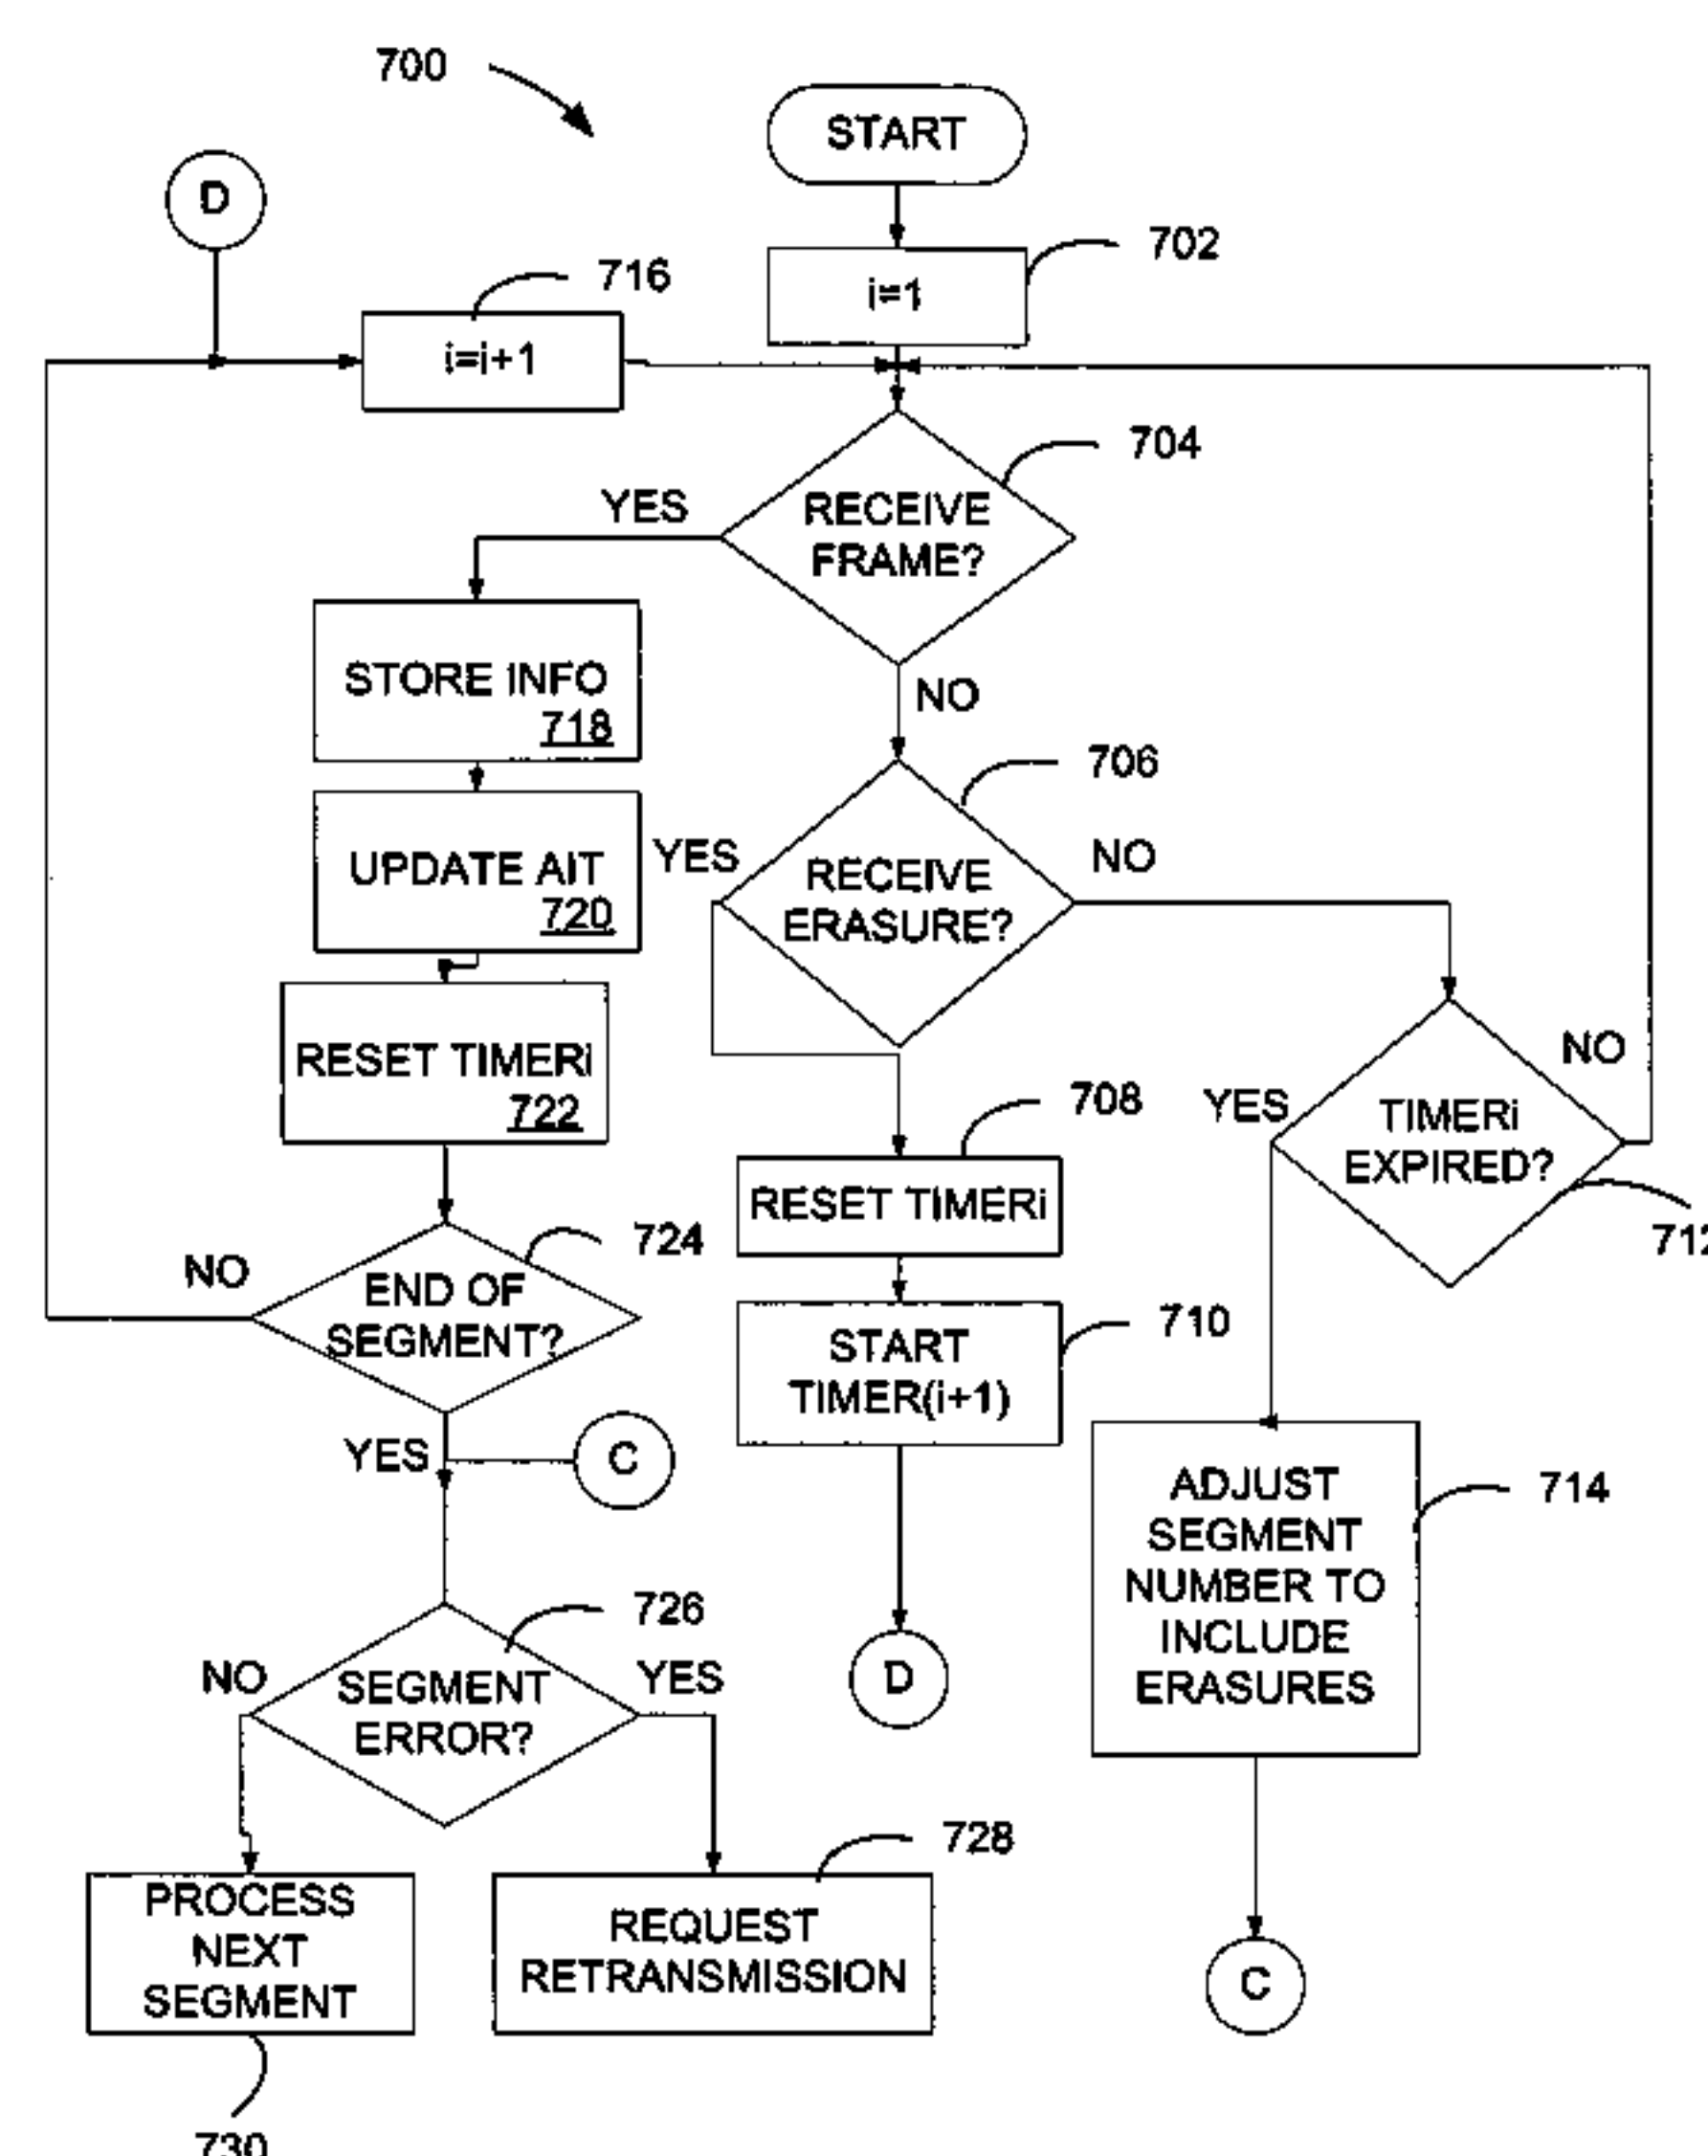 700
START
D
702
i=1
716
i=i+1
704
RECEIVE
FRAME?
YES
NO
STORE INFO
718
706
UPDATE AIT
720
YES
RECEIVE
ERASURE?
NO
RESET TIMERi
722
NO
YES
TIMERi
EXPIRED?
708
RESET TIMERi
724
NO
END OF
SEGMENT?
710
START
TIMER(i+1)
YES
C
714
ADJUST
SEGMENT
NUMBER TO
INCLUDE
ERASURES
726
NO
SEGMENT
ERROR?
YES
D
728
PROCESS
NEXT
SEGMENT
REQUEST
RETRANSMISSION
C
730